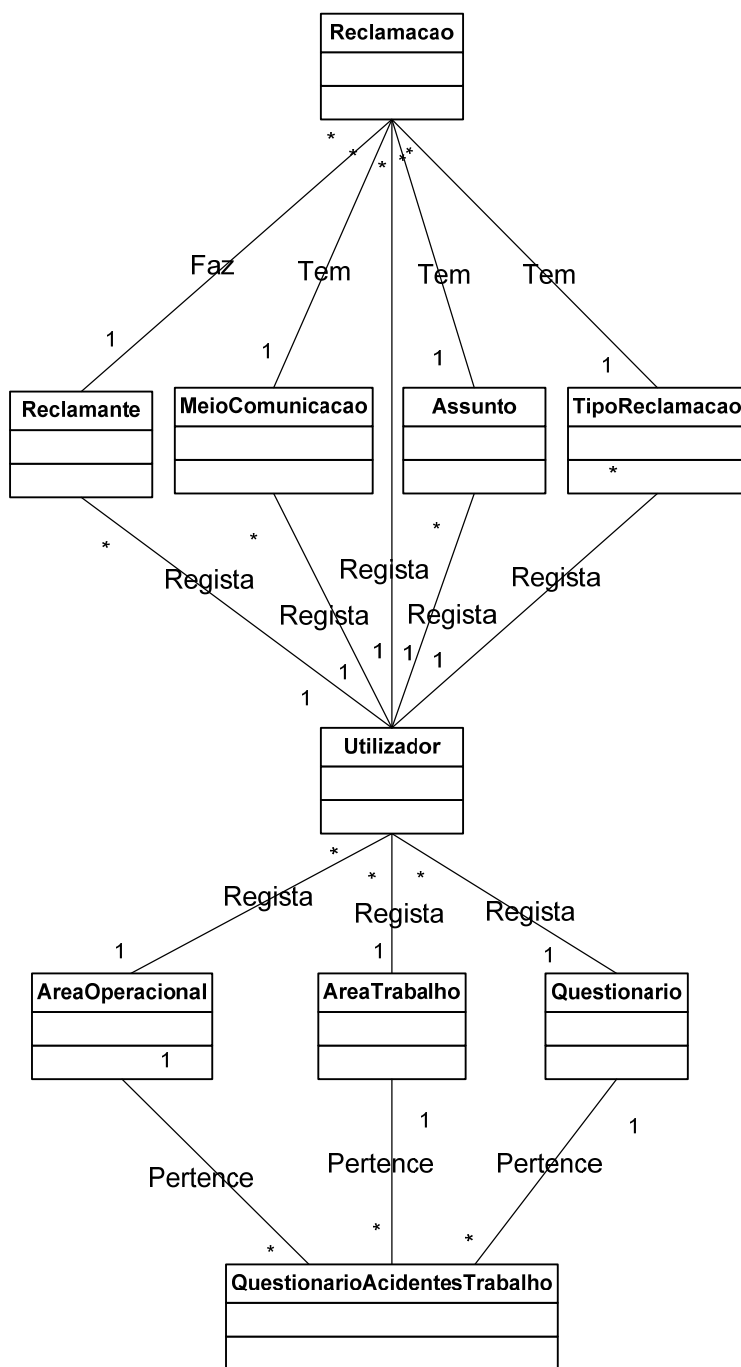 Reclamacao
* * * * *
Faz Tem Tem Tem
1 1 1 1
Reclamante MeioComunicacao Assunto TipoReclamacao
*
* * *
Regista Regista Regista Regista Regista
1 1 1 1 1
Utilizador
* * *
Regista Regista Regista
1 1 1
AreaOperacional AreaTrabalho Questionario
1
1 1
Pertence Pertence Pertence
* * *
QuestionarioAcidentesTrabalho